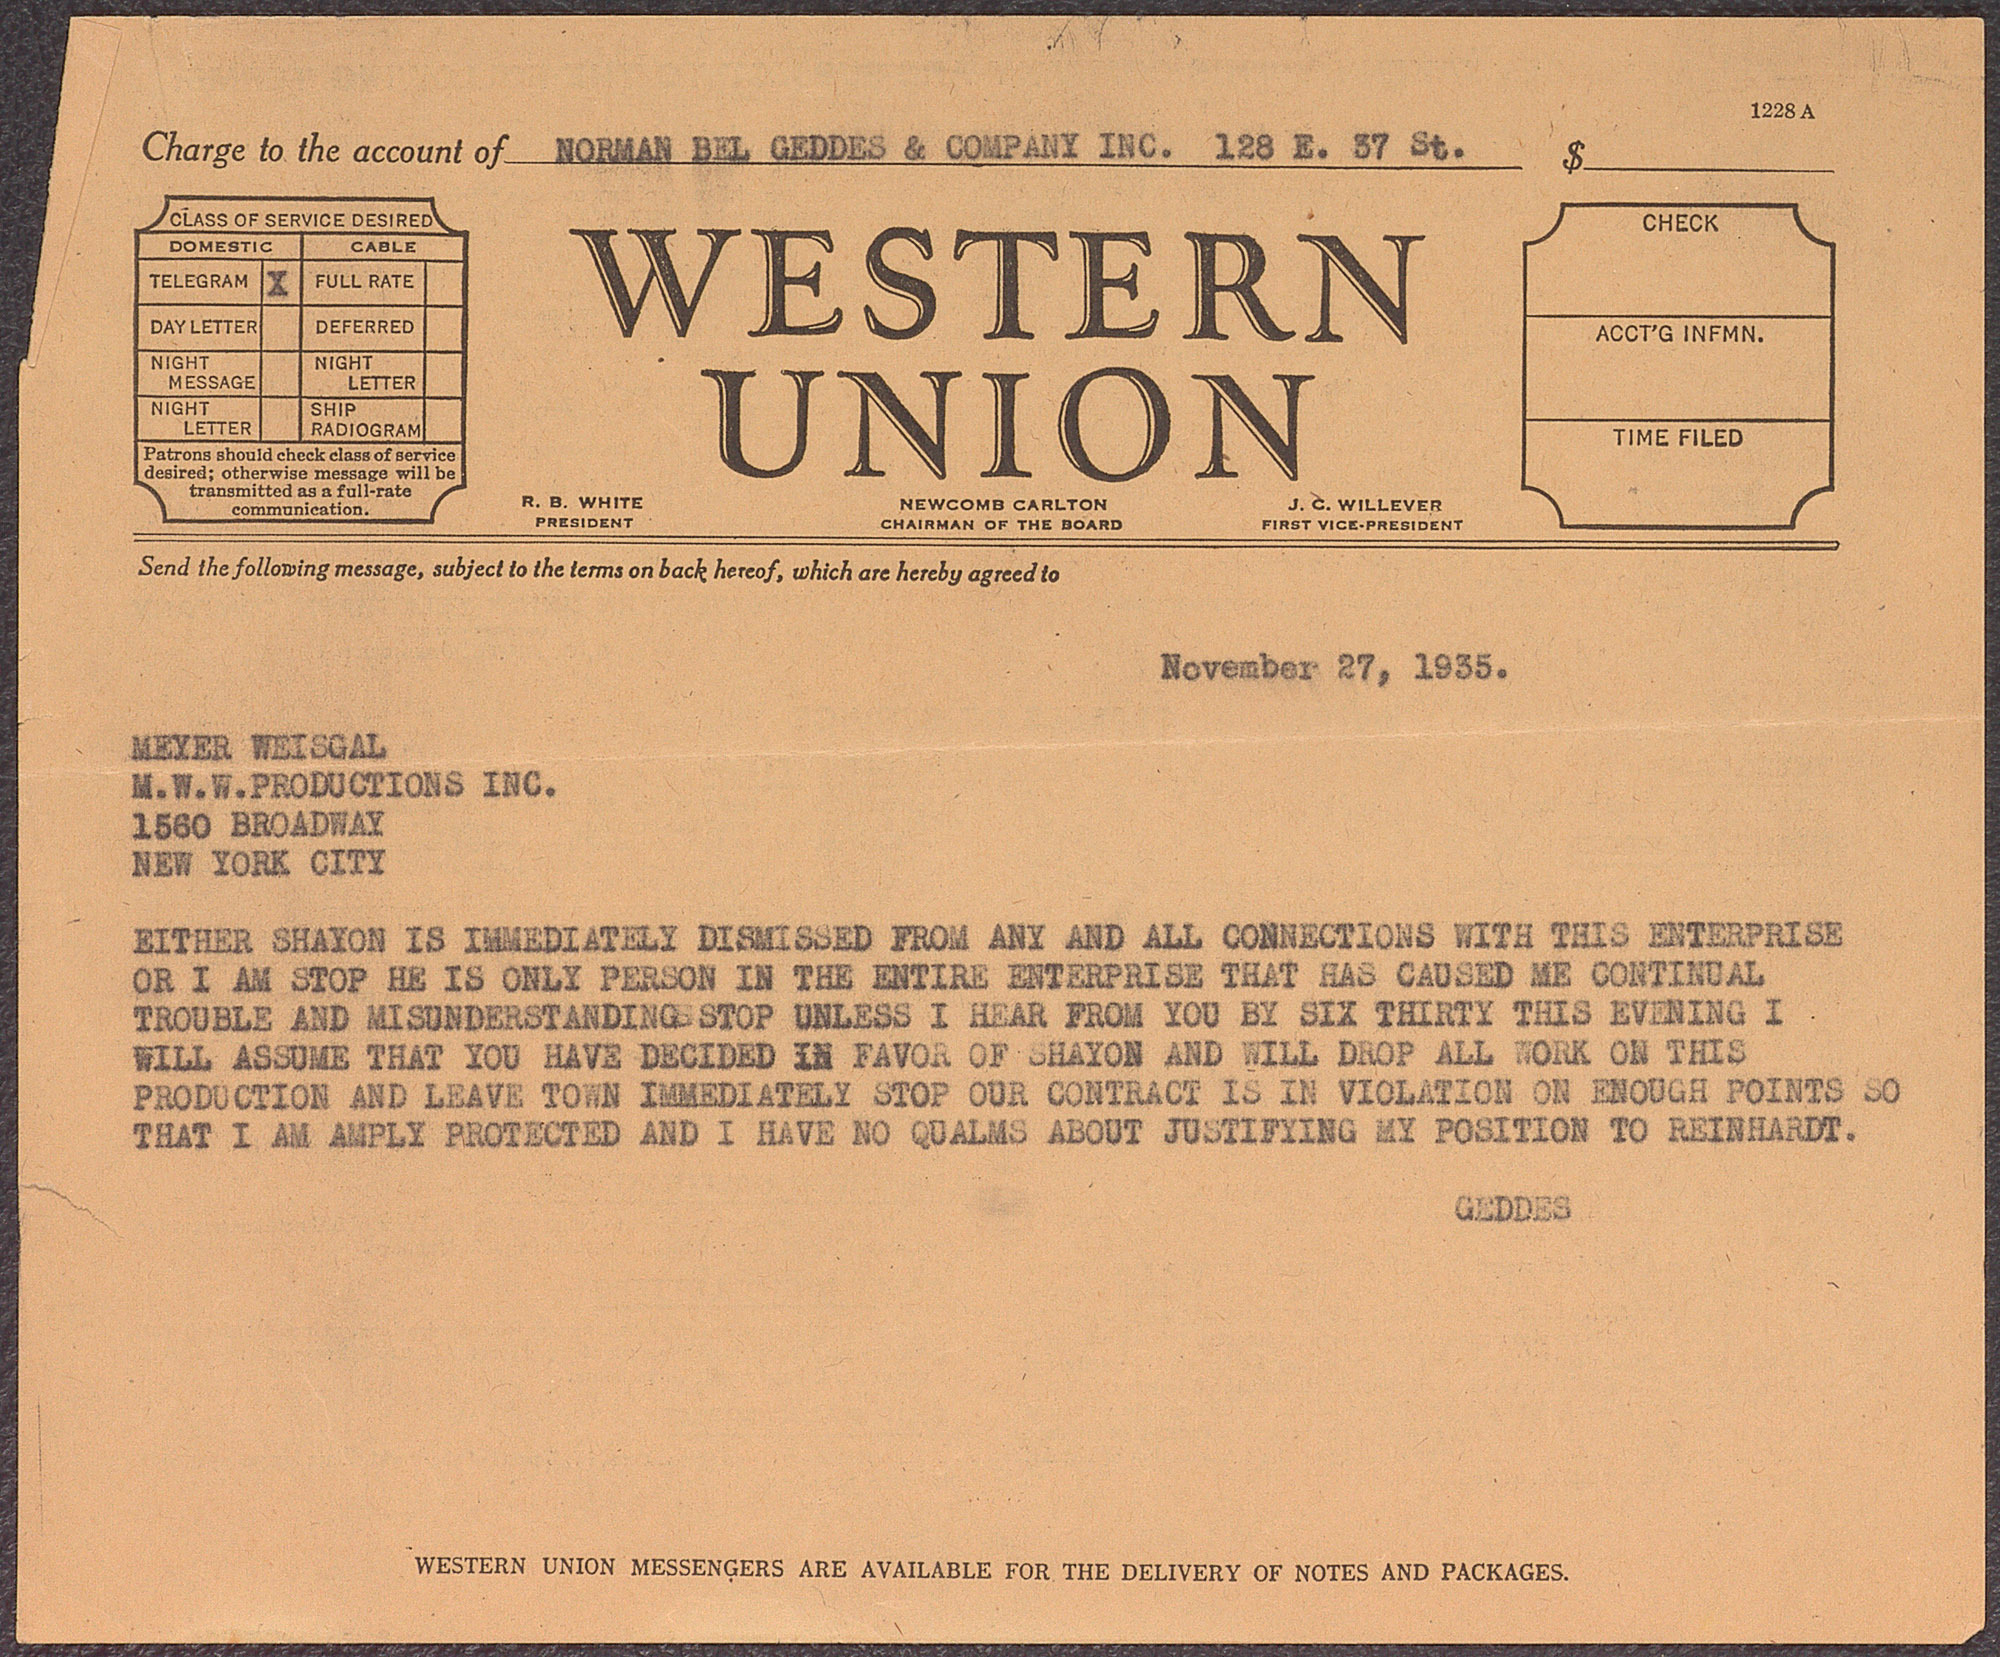 1228 A
Charge to the account of NORMAN BEL GEDDES & COMPANY INC. 128 E. 37 St. $
CLASS OF SERVICE DESIRED
DOMESTIC CABLE
TELEGRAM X FULL RATE
DAY LETTER DEFERRED
NIGHT MESSAGE NIGHT LETTER
NIGHT LETTER SHIP RADIOGRAM
Patrons should check class of service
desired; otherwise message will be
transmitted as a full-rate
communication.
WESTERN
UNION
R. B. WHITE
PRESIDENT
NEWCOMB CARLTON
CHAIRMAN OF THE BOARD
J. C. WILLEVER
FIRST VICE-PRESIDENT
CHECK
ACCT'G INFMN.
TIME FILED
Send the following message, subject to the terms on back hereof, which are hereby agreed to
November 27, 1935.
MEYER WEISGAL
M.W.W.PRODUCTIONS INC.
1560 BROADWAY
NEW YORK CITY
EITHER SHAYON IS IMMEDIATELY DISMISSED FROM ANY AND ALL CONNECTIONS WITH THIS ENTERPRISE
OR I AM STOP HE IS ONLY PERSON IN THE ENTIRE ENTERPRISE THAT HAS CAUSED ME CONTINUAL
TROUBLE AND MISUNDERSTANDINGS STOP UNLESS I HEAR FROM YOU BY SIX THIRTY THIS EVENING I
WILL ASSUME THAT YOU HAVE DECIDED IN FAVOR OF SHAYON AND WILL DROP ALL WORK ON THIS
PRODUCTION AND LEAVE TOWN IMMEDIATELY STOP OUR CONTRACT IS IN VIOLATION ON ENOUGH POINTS SO
THAT I AM AMPLY PROTECTED AND I HAVE NO QUALMS ABOUT JUSTIFYING MY POSITION TO REINHARDT.
GEDDES
WESTERN UNION MESSENGERS ARE AVAILABLE FOR THE DELIVERY OF NOTES AND PACKAGES.